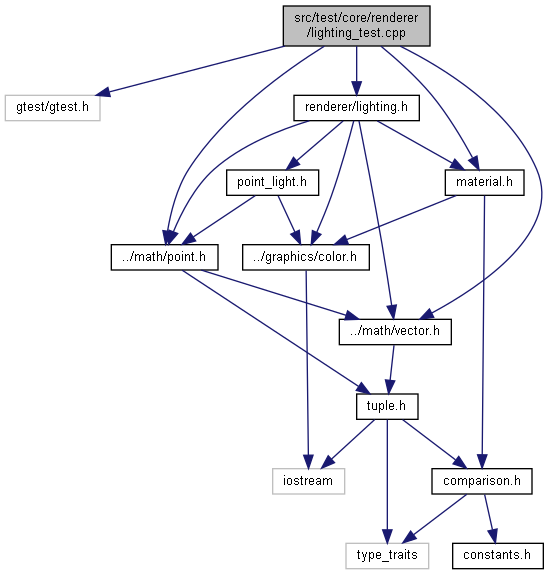 src/test/core/renderer
/lighting_test.cpp
gtest/gtest.h
renderer/lighting.h
point_light.h
material.h
../math/point.h
../graphics/color.h
../math/vector.h
tuple.h
iostream
comparison.h
type_traits
constants.h